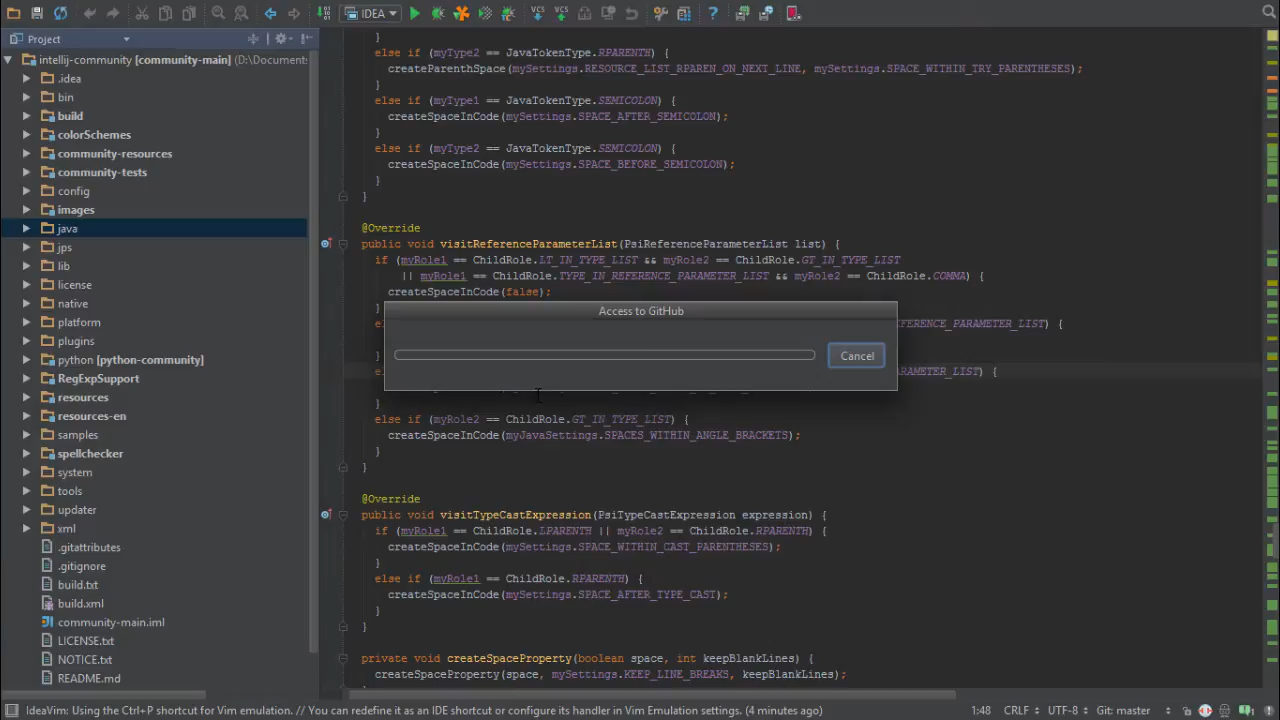 IDEA
Project
intellij-community [community-main] (D:\Document:
.idea
bin
build
colorSchemes
community-resources
community-tests
config
images
java
jps
lib
license
native
platform
plugins
python [python-community]
RegExpSupport
resources
resources-en
samples
spellchecker
system
tools
updater
xml
.gitattributes
.gitignore
build.txt
build.xml
community-main.iml
LICENSE.txt
NOTICE.txt
README.md
}
else if (myType2 == JavaTokenType.RPARENTH) {
createParenthSpace(mySettings.RESOURCE_LIST_RPAREN_ON_NEXT_LINE, mySettings.SPACE_WITHIN_TRY_PARENTHESES);
}
else if (myType1 == JavaTokenType.SEMICOLON) {
createSpaceInCode(mySettings.SPACE_AFTER_SEMICOLON);
}
else if (myType2 == JavaTokenType.SEMICOLON) {
createSpaceInCode(mySettings.SPACE_BEFORE_SEMICOLON);
}
}
@Override
public void visitReferenceParameterList(PsiReferenceParameterList list) {
if (myRole1 == ChildRole.LT_IN_TYPE_LIST && myRole2 == ChildRole.GT_IN_TYPE_LIST
|| myRole1 == ChildRole.TYPE_IN_REFERENCE_PARAMETER_LIST && myRole2 == ChildRole.COMMA) {
createSpaceInCode(false);
}
Access to GitHub
EFERENCE_PARAMETER_LIST) {
}
Cancel
ARAMETER_LIST) {
}
else if (myRole2 == ChildRole.GT_IN_TYPE_LIST) {
createSpaceInCode(myJavaSettings.SPACES_WITHIN_ANGLE_BRACKETS);
}
}
@Override
public void visitTypeCastExpression(PsiTypeCastExpression expression) {
if (myRole1 == ChildRole.LPARENTH || myRole2 == ChildRole.RPARENTH) {
createSpaceInCode(mySettings.SPACE_WITHIN_CAST_PARENTHESES);
}
else if (myRole1 == ChildRole.RPARENTH) {
createSpaceInCode(mySettings.SPACE_AFTER_TYPE_CAST);
}
}
private void createSpaceProperty(boolean space, int keepBlankLines) {
createSpaceProperty(space, mySettings.KEEP_LINE_BREAKS, keepBlankLines);
IdeaVim: Using the Ctrl+P shortcut for Vim emulation. // You can redefine it as an IDE shortcut or configure its handler in Vim Emulation settings. (4 minutes ago)
1:48 CRLF UTF-8 Git: master